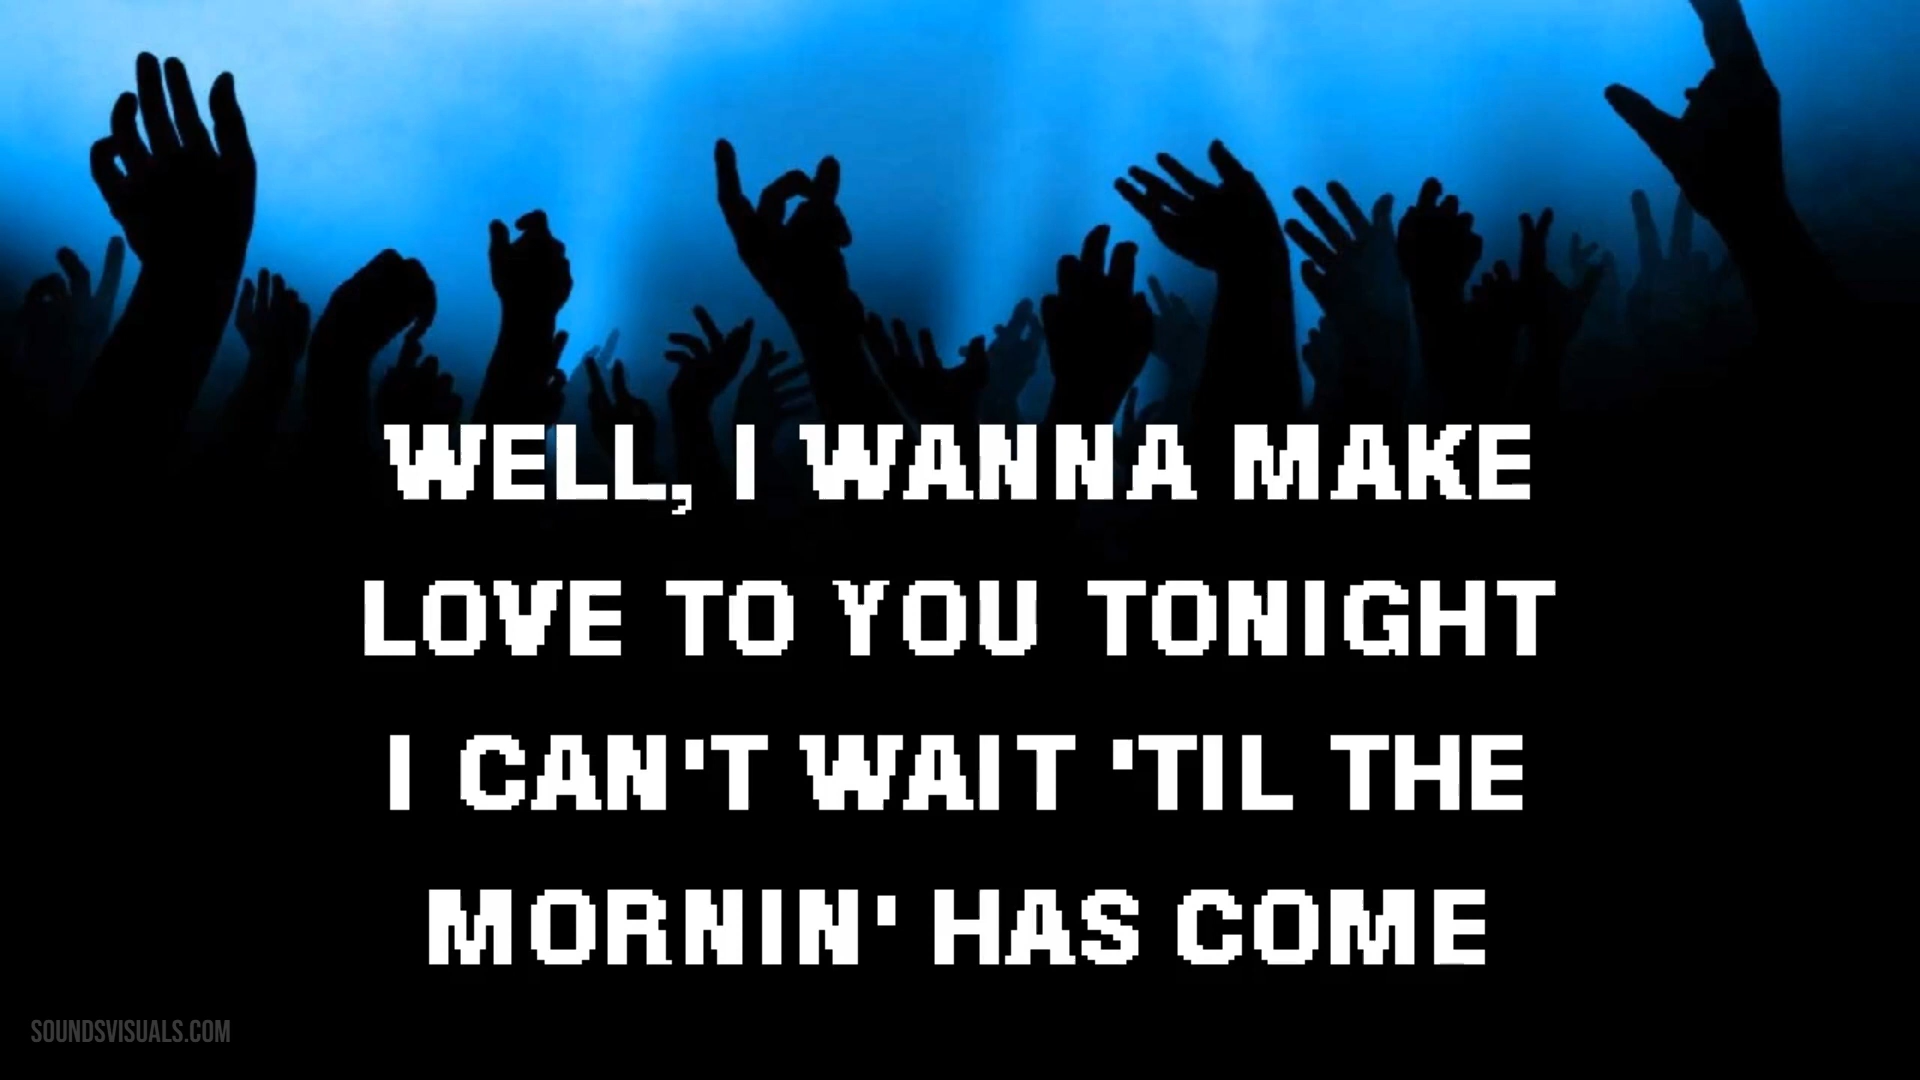 WELL, I WANNA MAKE
LOVE TO YOU TONIGHT
I CAN'T WAIT 'TIL THE
MORNIN' HAS COME
SOUNDSVISUALS.COM